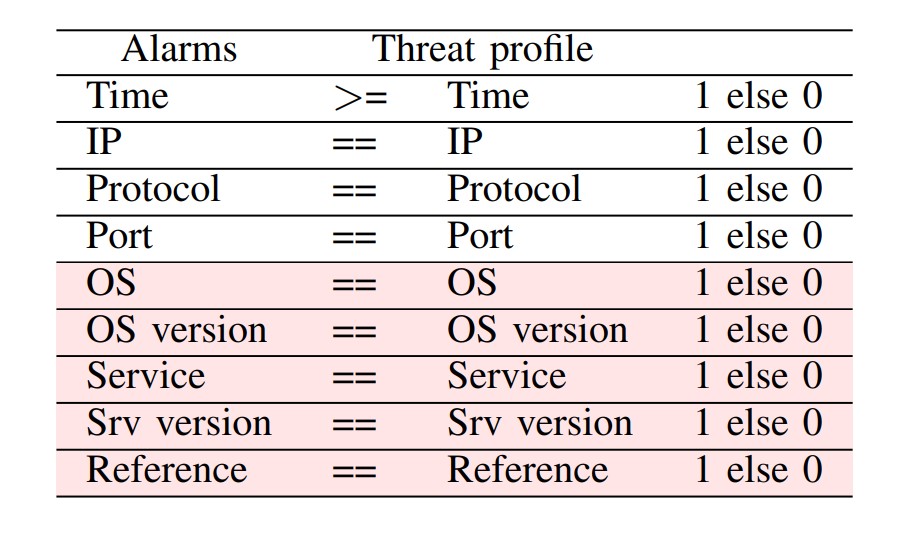 Alarms Threat profile
Time >= Time 1 else 0
IP == IP 1 else 0
Protocol == Protocol 1 else 0
Port == Port 1 else 0
OS == OS 1 else 0
OS version == OS version 1 else 0
Service == Service 1 else 0
Srv version == Srv version 1 else 0
Reference == Reference 1 else 0